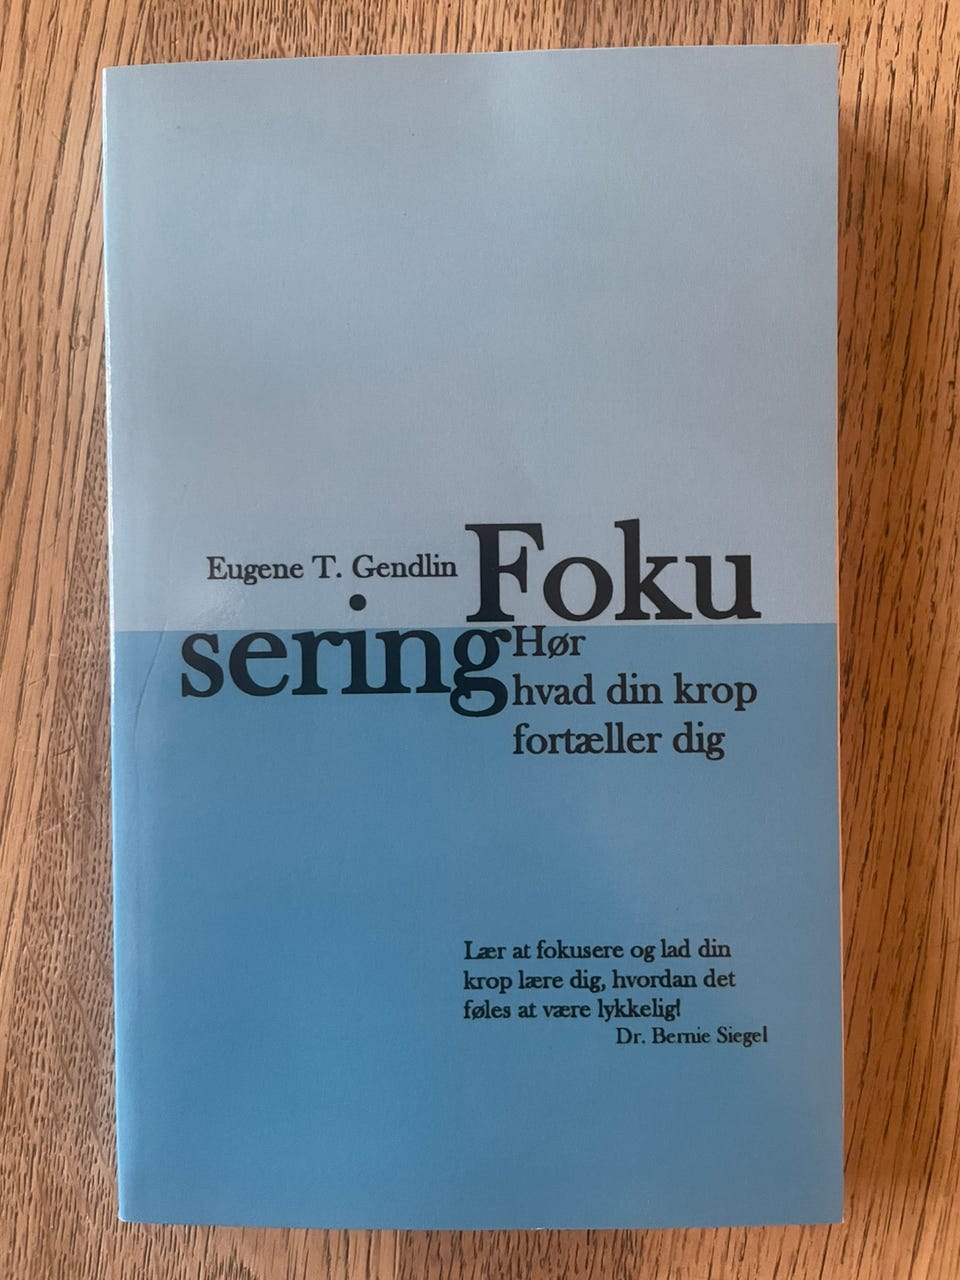 Eugene T. Gendlin Foku
sering
Hør
hvad din krop
fortæller dig
Lær at fokusere og lad din
krop lære dig, hvordan det
føles at være lykkelig!
Dr. Bernie Siegel